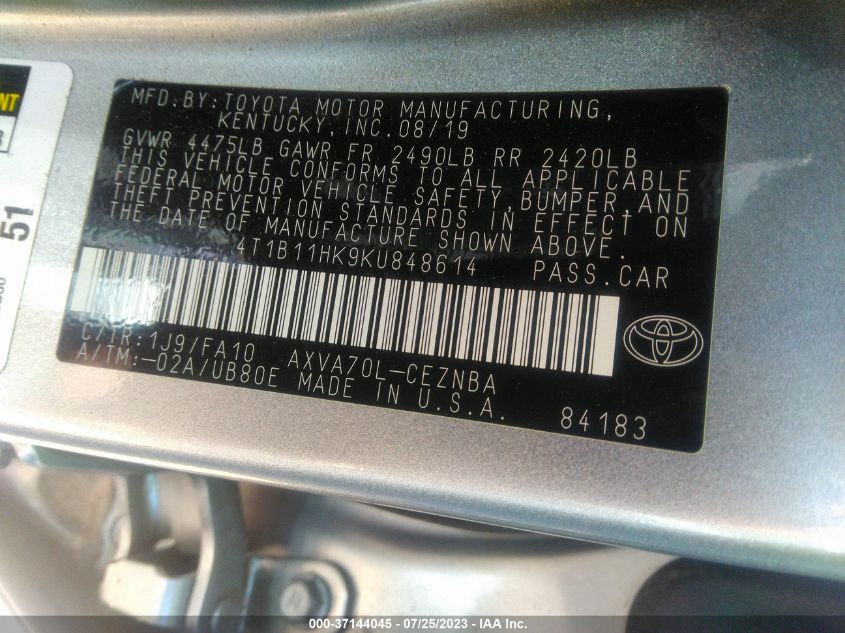 MFD.BY:TOYOTA MOTOR MANUFACTURING,
KENTUCKY,INC.08/19
GVWR 4475LB GAWR FR 2490LB RR 2420LB
THIS VEHICLE CONFORMS TO ALL APPLICABLE
FEDERAL MOTOR VEHICLE SAFETY,BUMPER,AND
THEFT PREVENTION STANDARDS IN EFFECT ON
THE DATE OF MANUFACTURE SHOWN ABOVE.
4T1B11HK9KU848614 PASS.CAR
C/TR:1J9/FA10 AXVA70L-CEZNBA
A/TM:-02A/UB80E MADE IN U.S.A.
84183
51
000-37144045 / 07/25/2023 - IAA Inc.